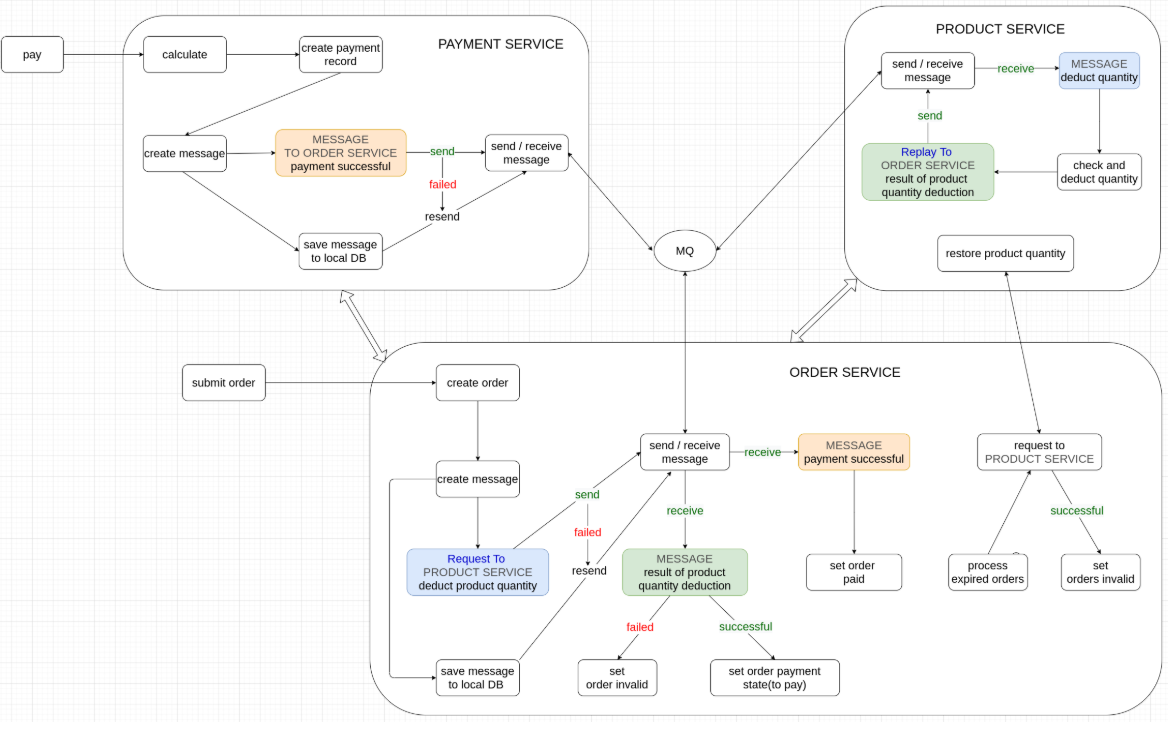 PAYMENT SERVICE
pay
calculate
create payment
record
create message
MESSAGE
TO ORDER SERVICE
payment successful
send
failed
resend
send / receive
message
save message
to local DB
MQ
PRODUCT SERVICE
send / receive
message
receive
MESSAGE
deduct quantity
send
Replay To
ORDER SERVICE
result of product
quantity deduction
check and
deduct quantity
restore product quantity
ORDER SERVICE
submit order
create order
create message
Request To
PRODUCT SERVICE
deduct product quantity
send
failed
resend
save message
to local DB
send / receive
message
receive
MESSAGE
payment successful
set order
paid
receive
MESSAGE
result of product
quantity deduction
failed
successful
set
order invalid
set order payment
state(to pay)
request to
PRODUCT SERVICE
successful
process
expired orders
set
orders invalid